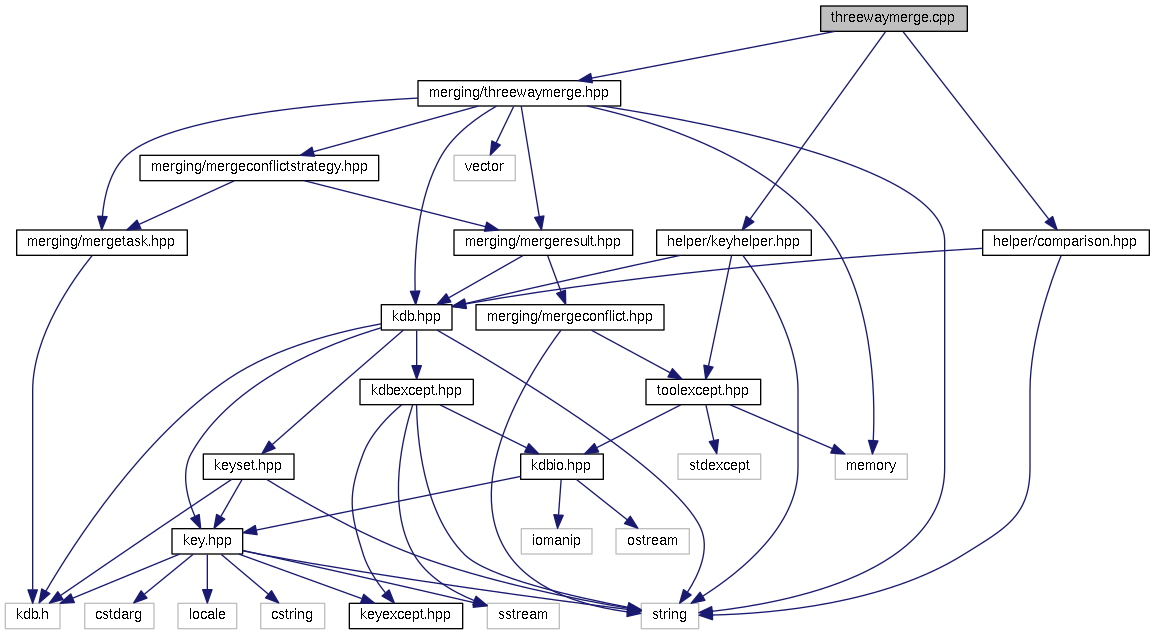 threewaymerge.cpp
merging/threewaymerge.hpp
merging/mergeconflictstrategy.hpp
vector
merging/mergetask.hpp
merging/mergeresult.hpp
helper/keyhelper.hpp
helper/comparison.hpp
kdb.hpp
merging/mergeconflict.hpp
kdbexcept.hpp
toolexcept.hpp
keyset.hpp
kdbio.hpp
stdexcept
memory
key.hpp
iomanip
ostream
kdb.h
cstdarg
locale
cstring
keyexcept.hpp
sstream
string